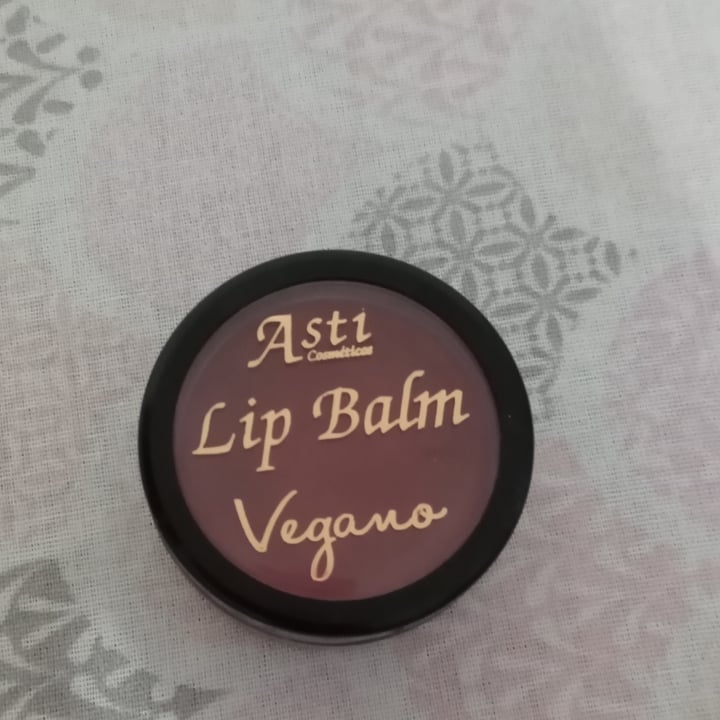 Asti
Cosméticos
Lip Balm
Vegano